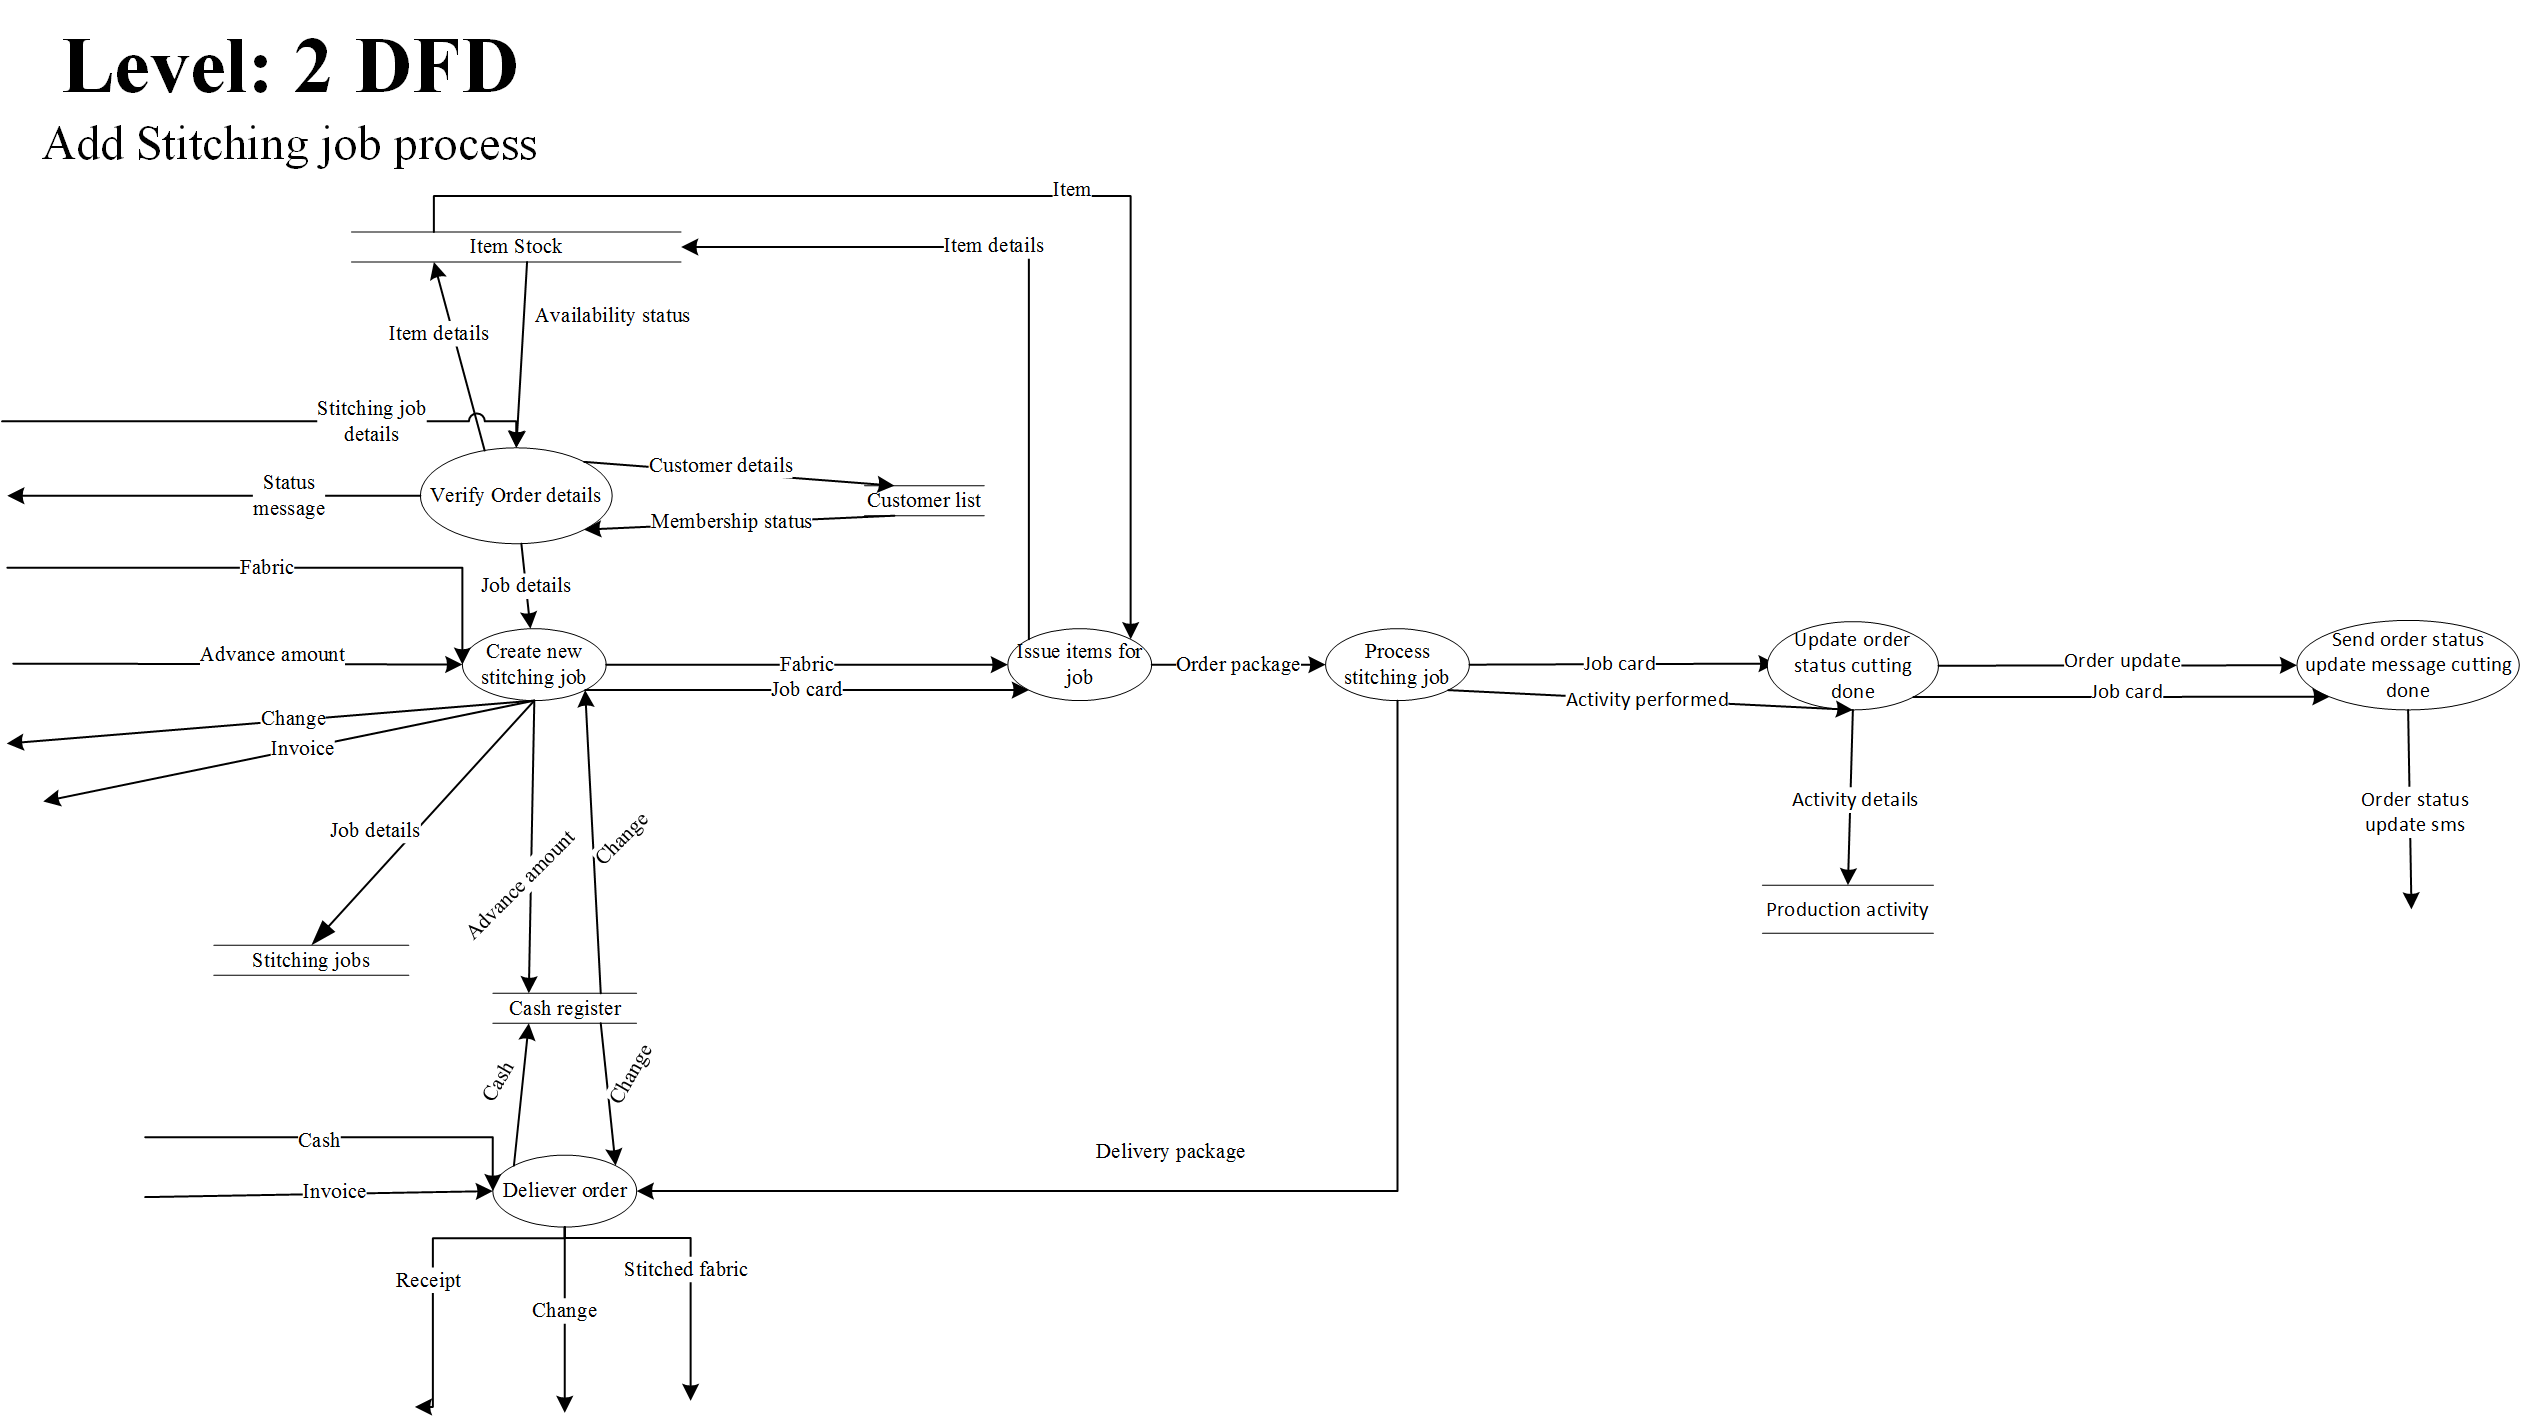 Level: 2 DFD
Add Stitching job process
Item
Item Stock
Item details
Availability status
Item details
Stitching job
details
Customer details
Status
message
Verify Order details
Customer list
Membership status
Fabric
Job details
Advance amount
Create new
stitching job
Fabric
Job card
Issue items for
job
Order package
Process
stitching job
Job card
Activity performed
Update order
status cutting
done
Order update
Job card
Send order status
update message cutting
done
Change
Invoice
Job details
Advance amount
Change
Activity details
Order status
update sms
Production activity
Stitching jobs
Cash register
Cash
Change
Cash
Delivery package
Invoice
Deliever order
Receipt
Stitched fabric
Change